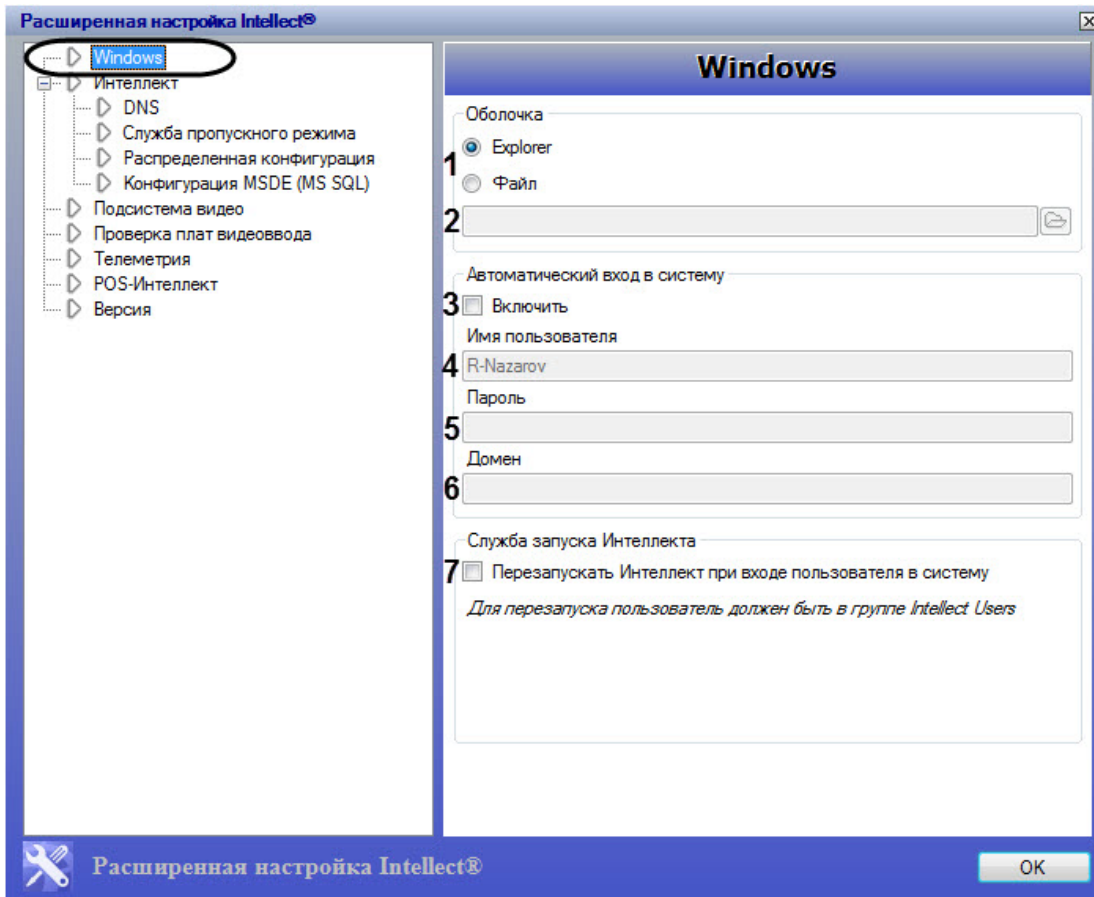 Расширенная настройка Intellect®
Windows
Интеллект
DNS
Служба пропускного режима
Распределенная конфигурация
Конфигурация MSDE (MS SQL)
Подсистема видео
Проверка плат видеоввода
Телеметрия
POS-Интеллект
Версия
Windows
Оболочка
1
Explorer
Файл
2
Автоматический вход в систему
3 Включить
Имя пользователя
4 R-Nazarov
Пароль
5
Домен
6
Служба запуска Интеллекта
7 Перезапускать Интеллект при входе пользователя в систему
Для перезапуска пользователь должен быть в группе Intellect Users
Расширенная настройка Intellect®
OK